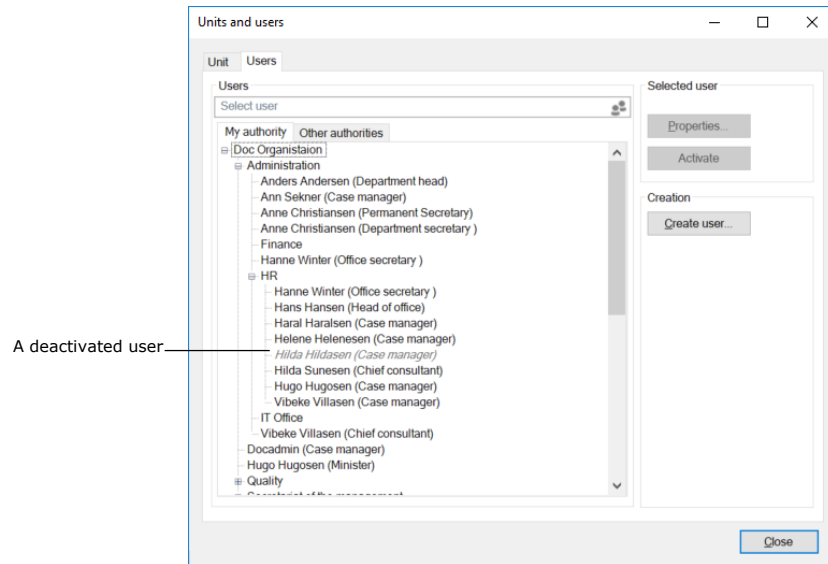 Units and users
Unit Users
Users
Select user
My authority Other authorities
Doc Organistaion
Administration
Anders Andersen (Department head)
Ann Sekner (Case manager)
Anne Christiansen (Permanent Secretary)
Anne Christiansen (Department secretary )
Finance
Hanne Winter (Office secretary )
HR
Hanne Winter (Office secretary )
Hans Hansen (Head of office)
Haral Haralsen (Case manager)
Helene Helenesen (Case manager)
Hilda Hildasen (Case manager)
Hilda Sunesen (Chief consultant)
Hugo Hugosen (Case manager)
Vibeke Villasen (Case manager)
IT Office
Vibeke Villasen (Chief consultant)
Docadmin (Case manager)
Hugo Hugosen (Minister)
Quality
Secretariat of the management
Selected user
Properties...
Activate
Creation
Create user...
Close
A deactivated user